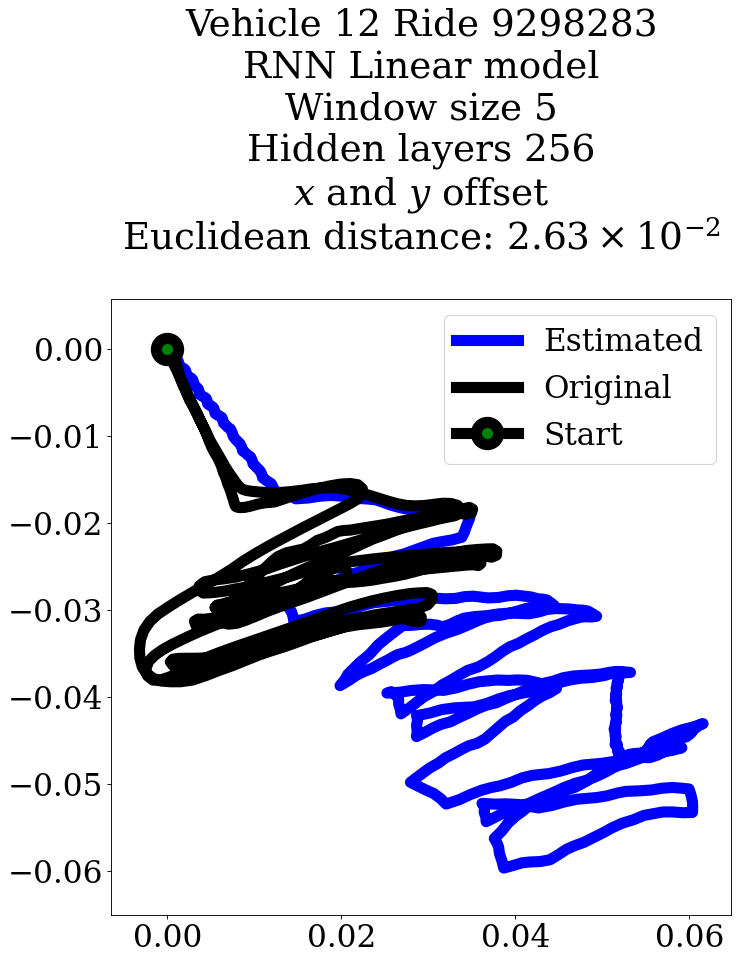 Vehicle 12 Ride 9298283
RNN Linear model
Window size 5
Hidden layers 256
x and y offset
Euclidean distance: 2.63 × 10⁻²
Estimated
Original
Start
0.00
−0.01
−0.02
−0.03
−0.04
−0.05
−0.06
0.00 0.02 0.04 0.06